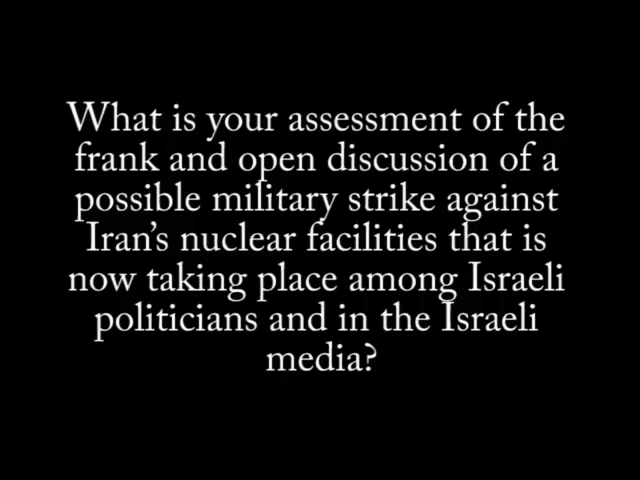 What is your assessment of the
frank and open discussion of a
possible military strike against
Iran's nuclear facilities that is
now taking place among Israeli
politicians and in the Israeli
media?